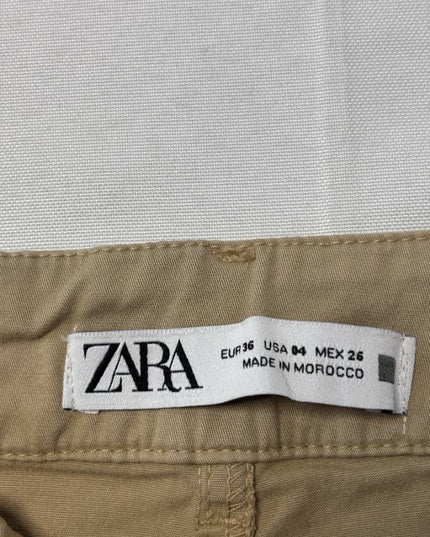 ZARA
EUR 36 USA 04 MEX 26
MADE IN MOROCCO